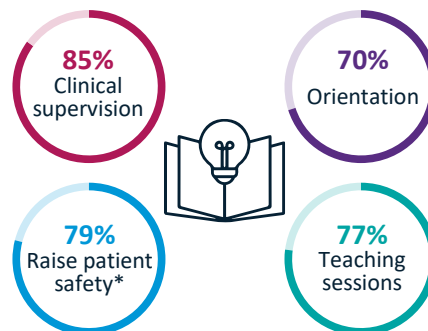 85%
Clinical
supervision
70%
Orientation
79%
Raise patient
safety*
77%
Teaching
sessions